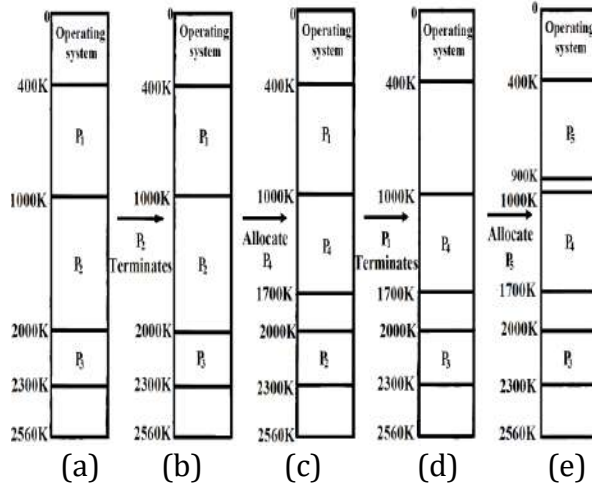 0
Operating
system
400K
P₁
1000K
P₂
2000K
P₃
2300K
2560K
(a)
P₂
Terminates
0
Operating
system
400K
P₁
1000K
P₂
2000K
P₃
2300K
2560K
(b)
Allocate
P₄
0
Operating
system
400K
P₁
1000K
P₄
1700K
2000K
P₂
2300K
2560K
(c)
P₁
Terminates
0
Operating
system
400K
1000K
P₄
1700K
2000K
P₃
2300K
2560K
(d)
Allocate
P₅
0
Operating
system
400K
P₅
900K
1000K
P₄
1700K
2000K
P₃
2300K
2560K
(e)